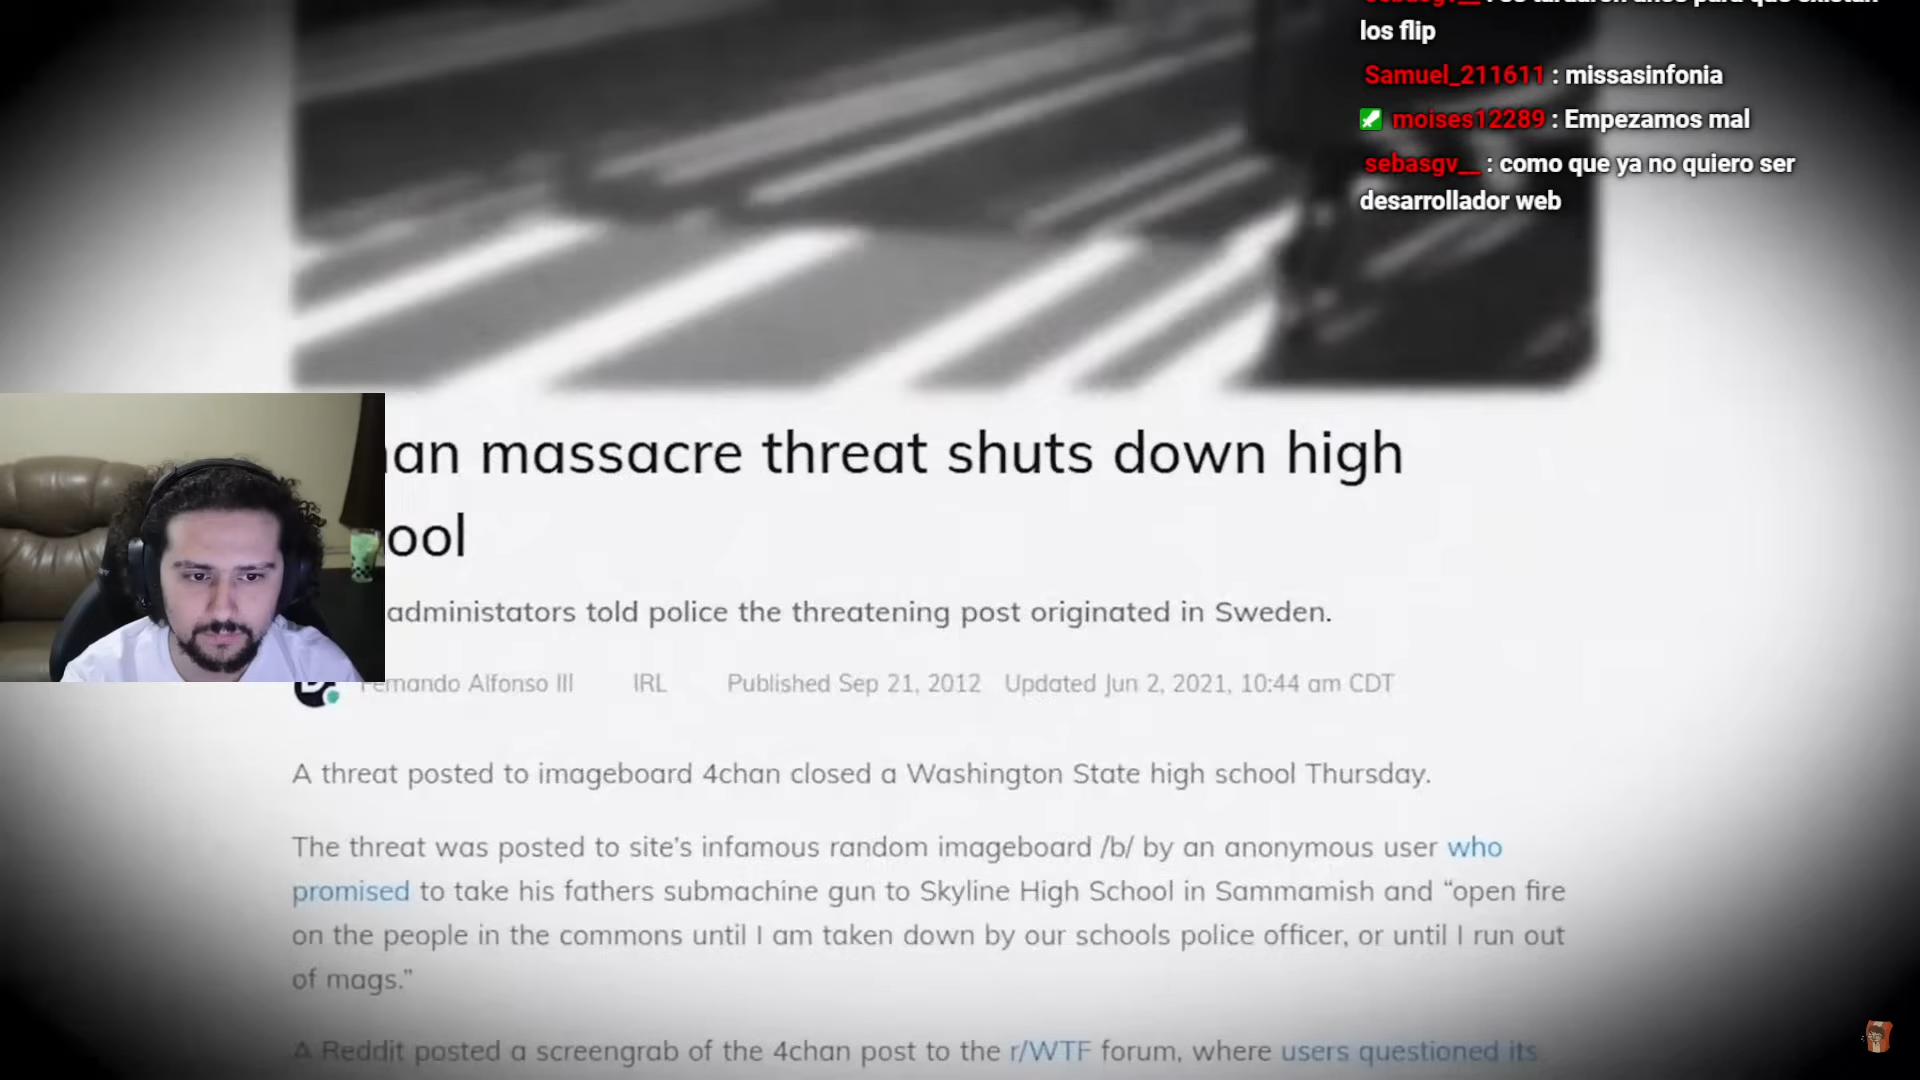 los flip
Samuel_211611 : missasinfonia
moises12289 : Empezamos mal
sebasgv__ : como que ya no quiero ser
desarrollador web
an massacre threat shuts down high
ool
administators told police the threatening post originated in Sweden.
Fernando Alfonso III IRL Published Sep 21, 2012 Updated Jun 2, 2021, 10:44 am CDT
A threat posted to imageboard 4chan closed a Washington State high school Thursday.
The threat was posted to site's infamous random imageboard /b/ by an anonymous user who
promised to take his fathers submachine gun to Skyline High School in Sammamish and “open fire
on the people in the commons until I am taken down by our schools police officer, or until I run out
of mags.”
A Reddit posted a screengrab of the 4chan post to the r/WTF forum, where users questioned its